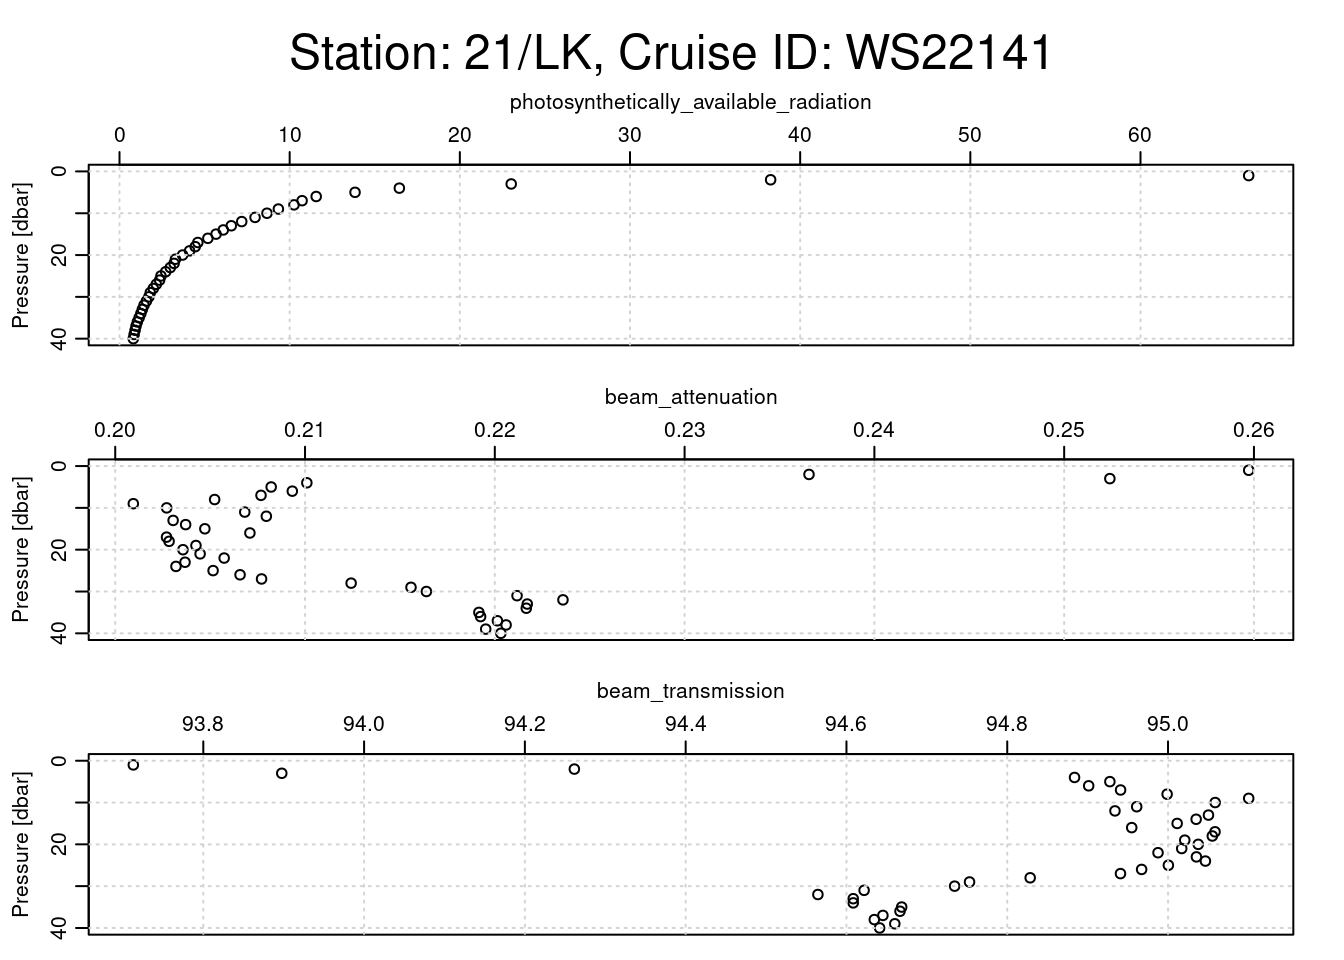 Station: 21/LK, Cruise ID: WS22141
photosynthetically_available_radiation
0 10 20 30 40 50 60
Pressure [dbar]
0
20
40
beam_attenuation
0.20 0.21 0.22 0.23 0.24 0.25 0.26
Pressure [dbar]
0
20
40
beam_transmission
93.8 94.0 94.2 94.4 94.6 94.8 95.0
Pressure [dbar]
0
20
40